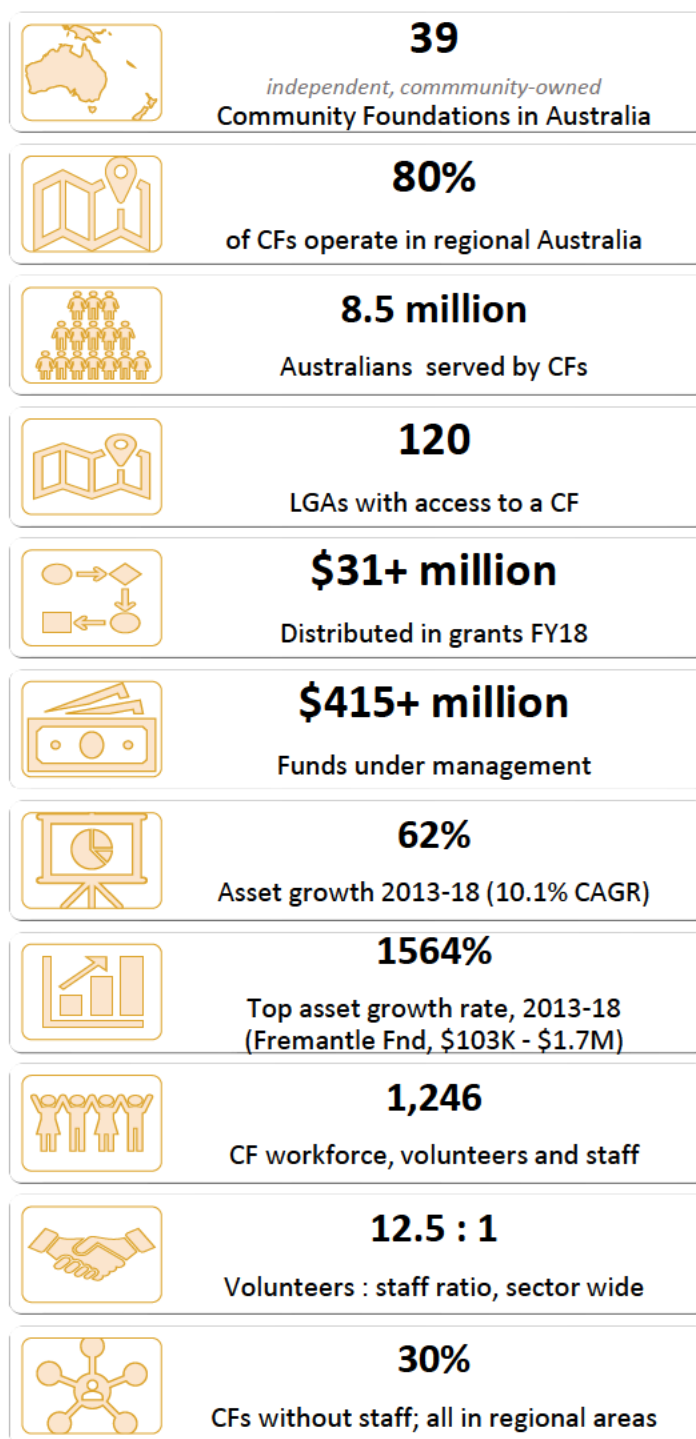 39
independent, commmunity-owned
Community Foundations in Australia
80%
of CFs operate in regional Australia
8.5 million
Australians served by CFs
120
LGAs with access to a CF
$31+ million
Distributed in grants FY18
$415+ million
Funds under management
62%
Asset growth 2013-18 (10.1% CAGR)
1564%
Top asset growth rate, 2013-18
(Fremantle Fnd, $103K - $1.7M)
1,246
CF workforce, volunteers and staff
12.5 : 1
Volunteers : staff ratio, sector wide
30%
CFs without staff; all in regional areas